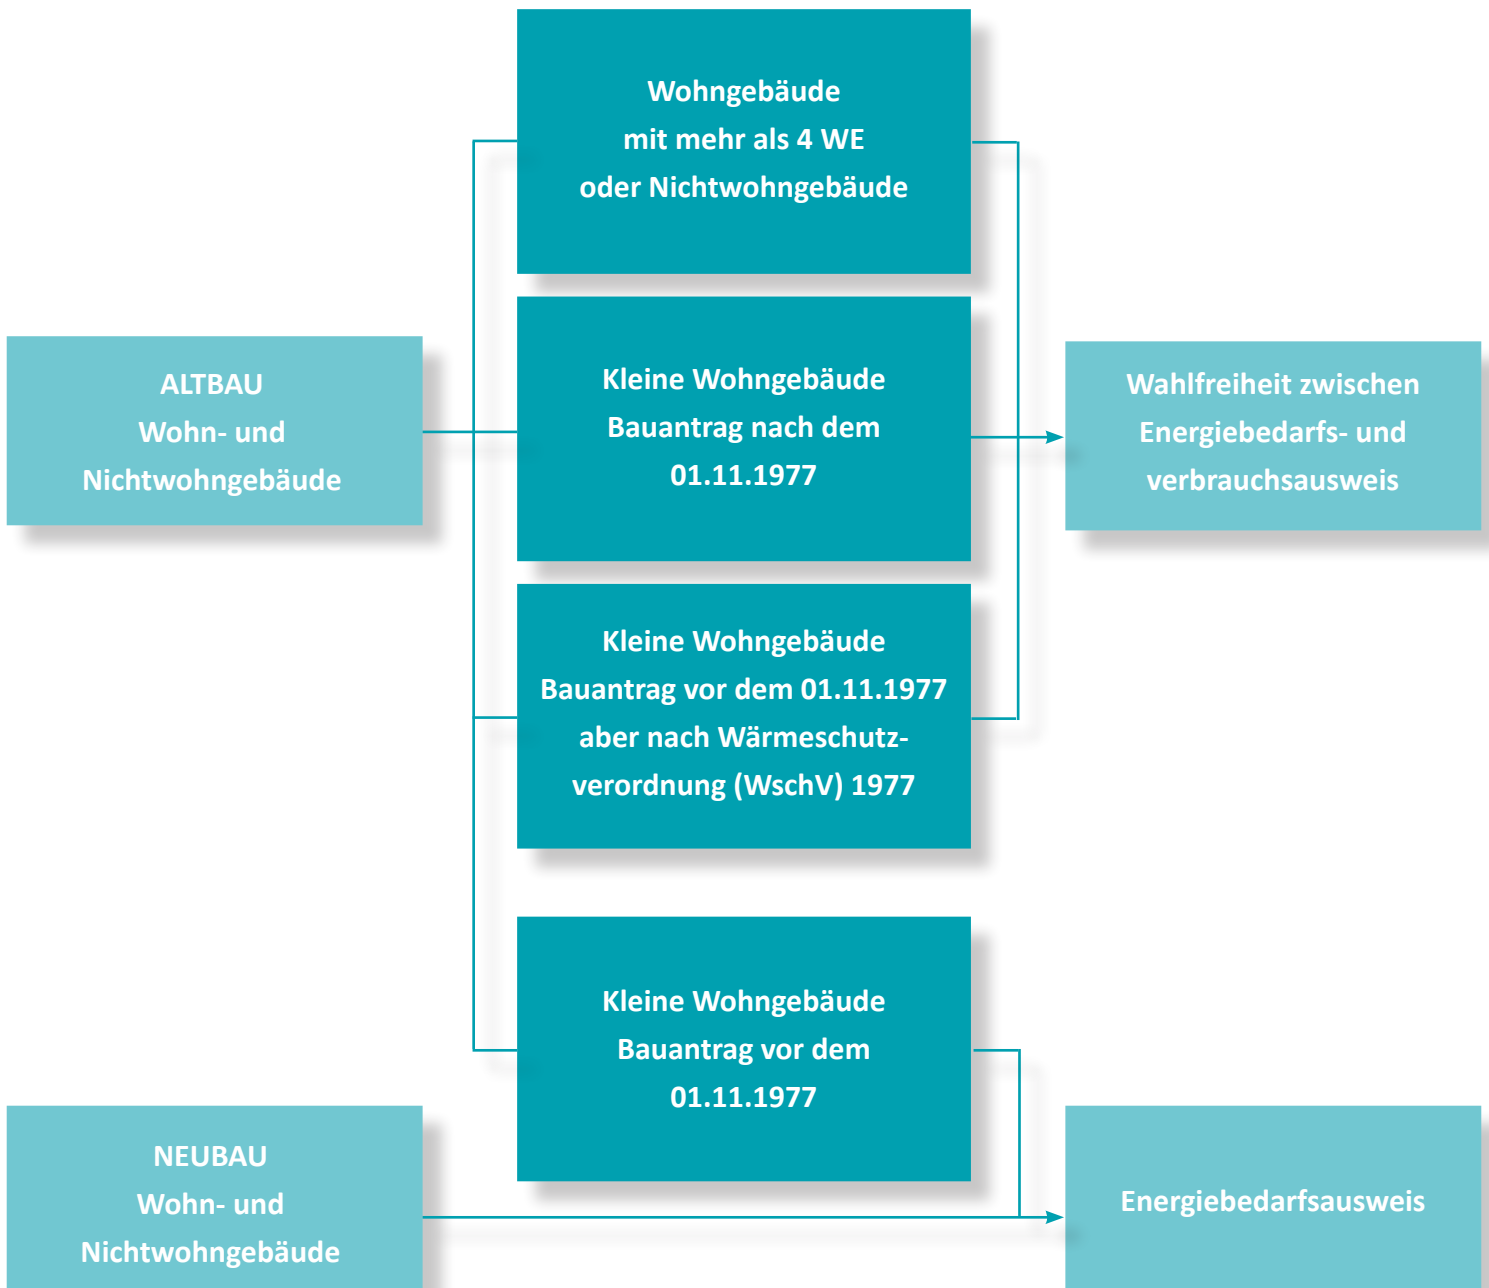 Wohngebäude
mit mehr als 4 WE
oder Nichtwohngebäude
ALTBAU
Wohn- und
Nichtwohngebäude
Kleine Wohngebäude
Bauantrag nach dem
01.11.1977
Wahlfreiheit zwischen
Energiebedarfs- und
verbrauchsausweis
Kleine Wohngebäude
Bauantrag vor dem 01.11.1977
aber nach Wärmeschutz-
verordnung (WschV) 1977
Kleine Wohngebäude
Bauantrag vor dem
01.11.1977
NEUBAU
Wohn- und
Nichtwohngebäude
Energiebedarfsausweis